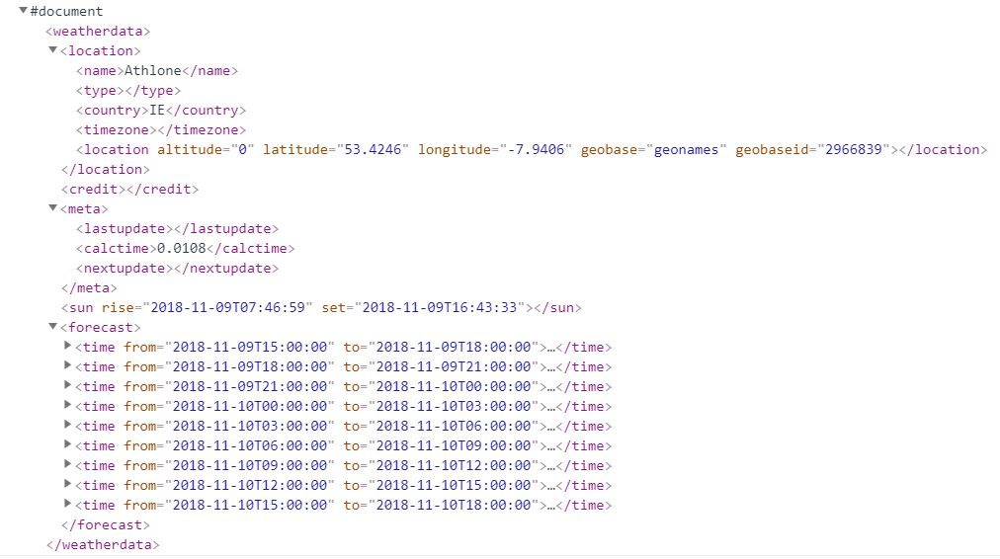 #document
<weatherdata>
<location>
<name>Athlone</name>
<type></type>
<country>IE</country>
<timezone></timezone>
<location altitude="0" latitude="53.4246" longitude="-7.9406" geobase="geonames" geobaseid="2966839"></location>
</location>
<credit></credit>
<meta>
<lastupdate></lastupdate>
<calctime>0.0108</calctime>
<nextupdate></nextupdate>
</meta>
<sun rise="2018-11-09T07:46:59" set="2018-11-09T16:43:33"></sun>
<forecast>
<time from="2018-11-09T15:00:00" to="2018-11-09T18:00:00">…</time>
<time from="2018-11-09T18:00:00" to="2018-11-09T21:00:00">…</time>
<time from="2018-11-09T21:00:00" to="2018-11-10T00:00:00">…</time>
<time from="2018-11-10T00:00:00" to="2018-11-10T03:00:00">…</time>
<time from="2018-11-10T03:00:00" to="2018-11-10T06:00:00">…</time>
<time from="2018-11-10T06:00:00" to="2018-11-10T09:00:00">…</time>
<time from="2018-11-10T09:00:00" to="2018-11-10T12:00:00">…</time>
<time from="2018-11-10T12:00:00" to="2018-11-10T15:00:00">…</time>
<time from="2018-11-10T15:00:00" to="2018-11-10T18:00:00">…</time>
</forecast>
</weatherdata>